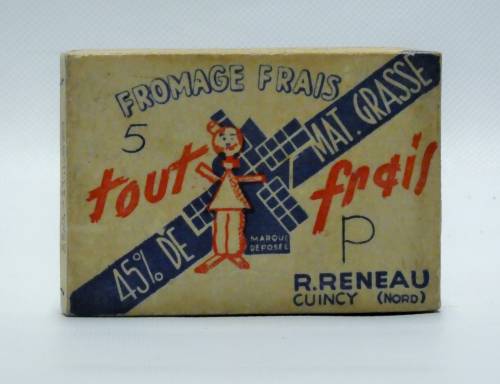 FROMAGE FRAIS
5
tout frais
45% DE MAT. GRASSE
MARQUE
DÉPOSÉE
P
R. RENEAU
CUINCY (NORD)